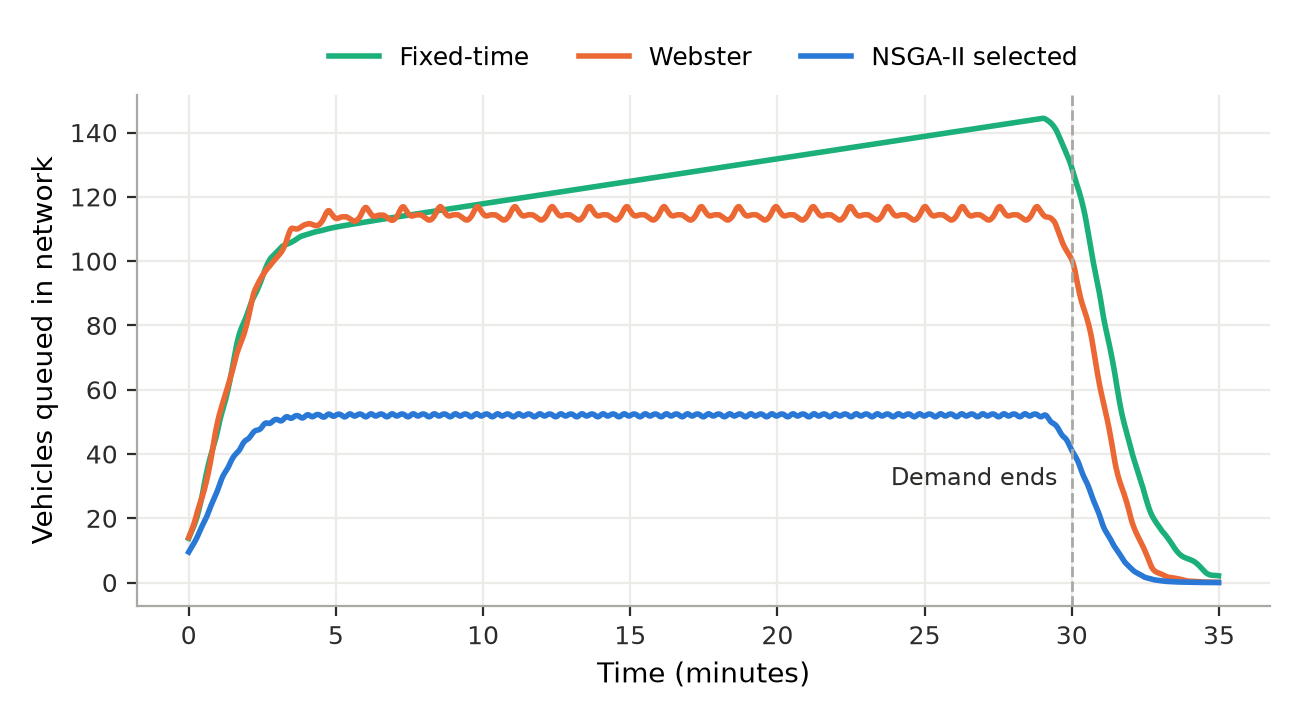 Fixed-time Webster NSGA-II selected
Vehicles queued in network
140
120
100
80
60
40
20
0
Demand ends
0 5 10 15 20 25 30 35
Time (minutes)